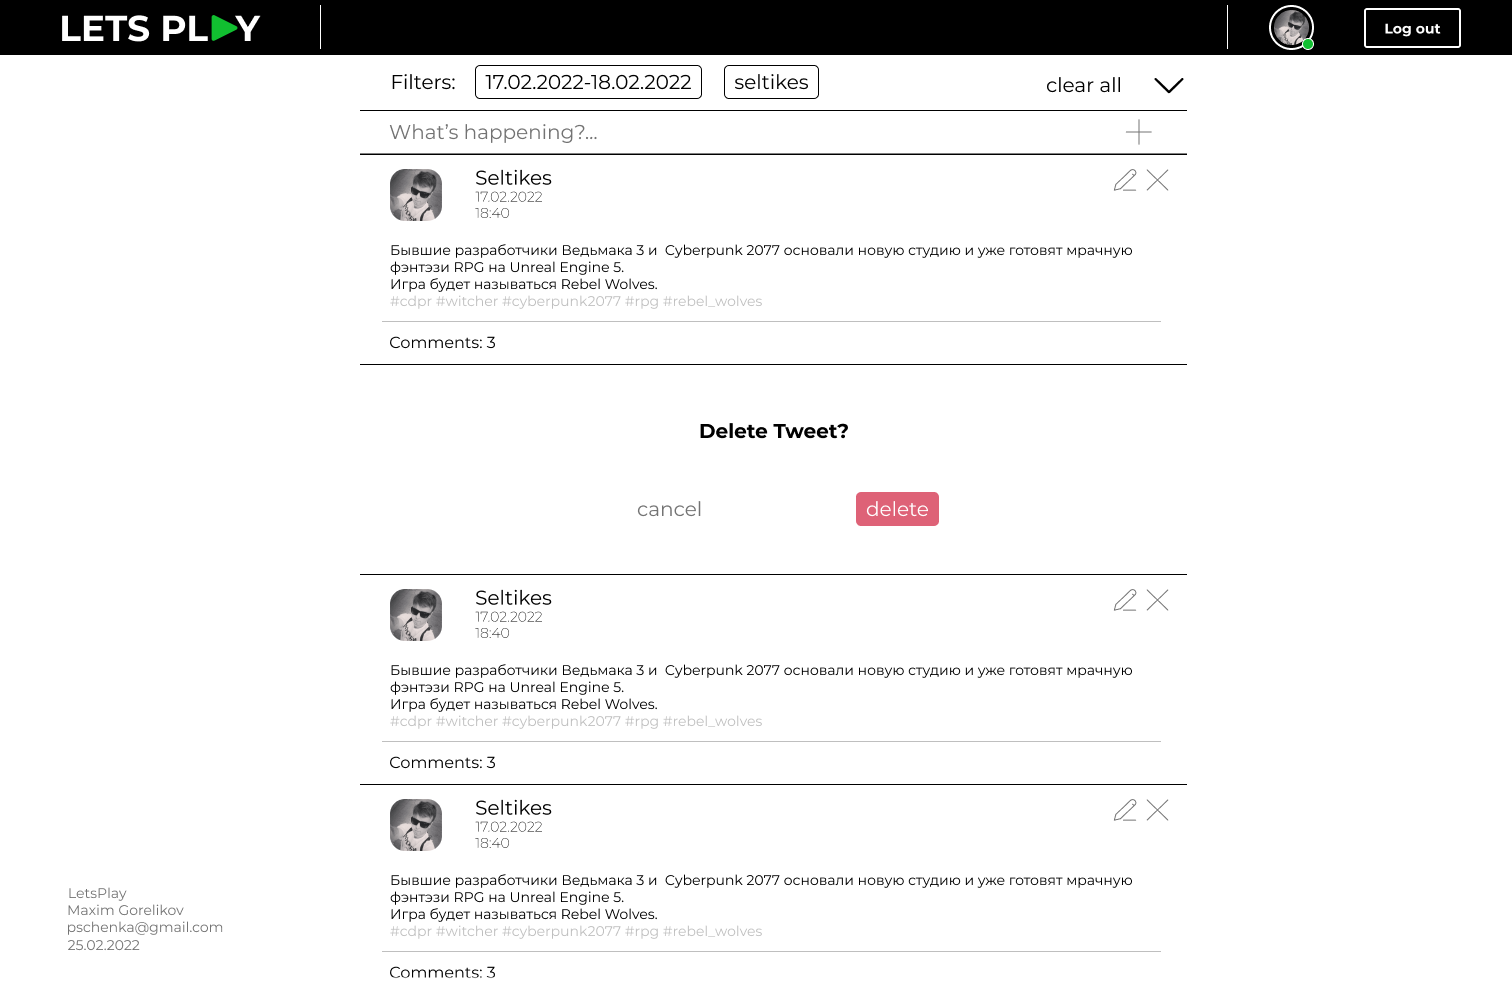 LETS PLAY
Log out
Filters: 17.02.2022-18.02.2022 seltikes clear all
What's happening?...
Seltikes
17.02.2022
18:40
Бывшие разработчики Ведьмака 3 и Cyberpunk 2077 основали новую студию и уже готовят мрачную
фэнтэзи RPG на Unreal Engine 5.
Игра будет называться Rebel Wolves.
#cdpr #witcher #cyberpunk2077 #rpg #rebel_wolves
Comments: 3
Delete Tweet?
cancel delete
Seltikes
17.02.2022
18:40
Бывшие разработчики Ведьмака 3 и Cyberpunk 2077 основали новую студию и уже готовят мрачную
фэнтэзи RPG на Unreal Engine 5.
Игра будет называться Rebel Wolves.
#cdpr #witcher #cyberpunk2077 #rpg #rebel_wolves
Comments: 3
Seltikes
17.02.2022
18:40
Бывшие разработчики Ведьмака 3 и Cyberpunk 2077 основали новую студию и уже готовят мрачную
фэнтэзи RPG на Unreal Engine 5.
Игра будет называться Rebel Wolves.
#cdpr #witcher #cyberpunk2077 #rpg #rebel_wolves
Comments: 3
LetsPlay
Maxim Gorelikov
pschenka@gmail.com
25.02.2022